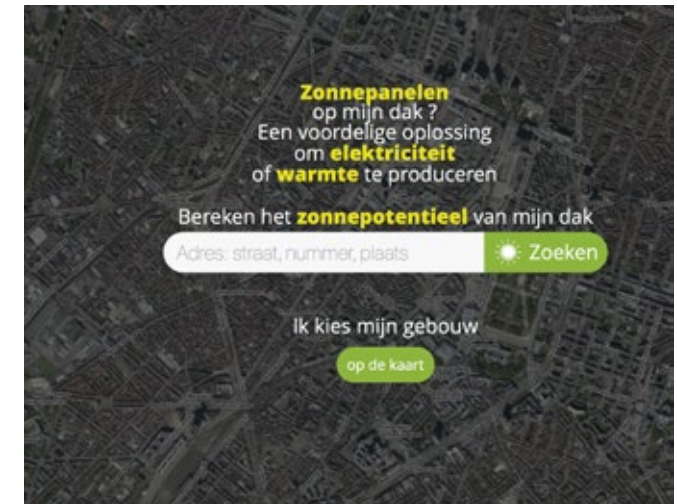 Zonnepanelen
op mijn dak ?
Een voordelige oplossing
om elektriciteit
of warmte te produceren
Bereken het zonnepotentieel van mijn dak
Adres: straat, nummer, plaats
Zoeken
Ik kies mijn gebouw
op de kaart